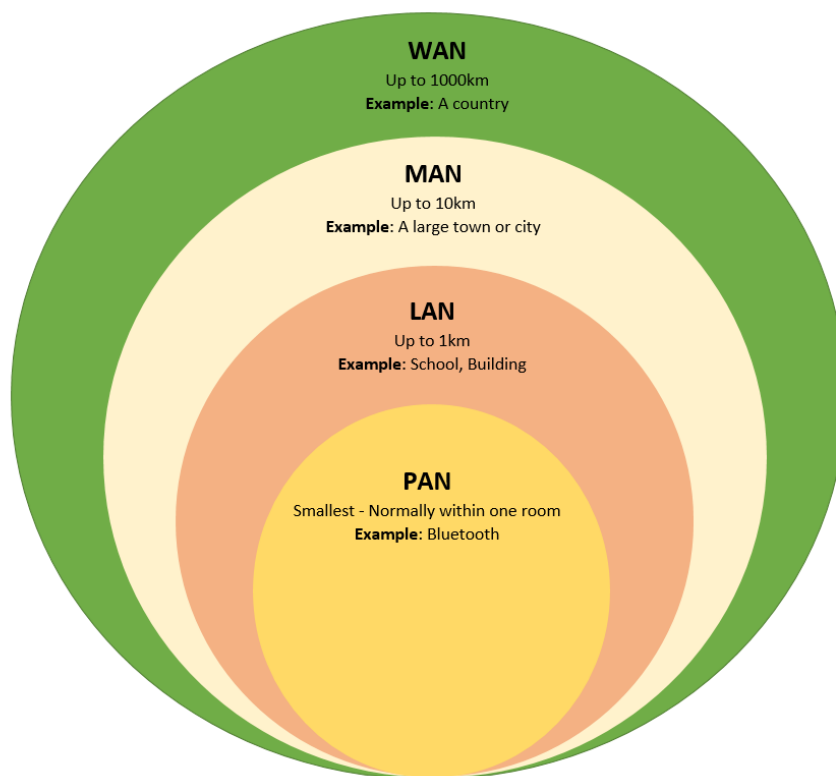 WAN
Up to 1000km
Example: A country
MAN
Up to 10km
Example: A large town or city
LAN
Up to 1km
Example: School, Building
PAN
Smallest - Normally within one room
Example: Bluetooth